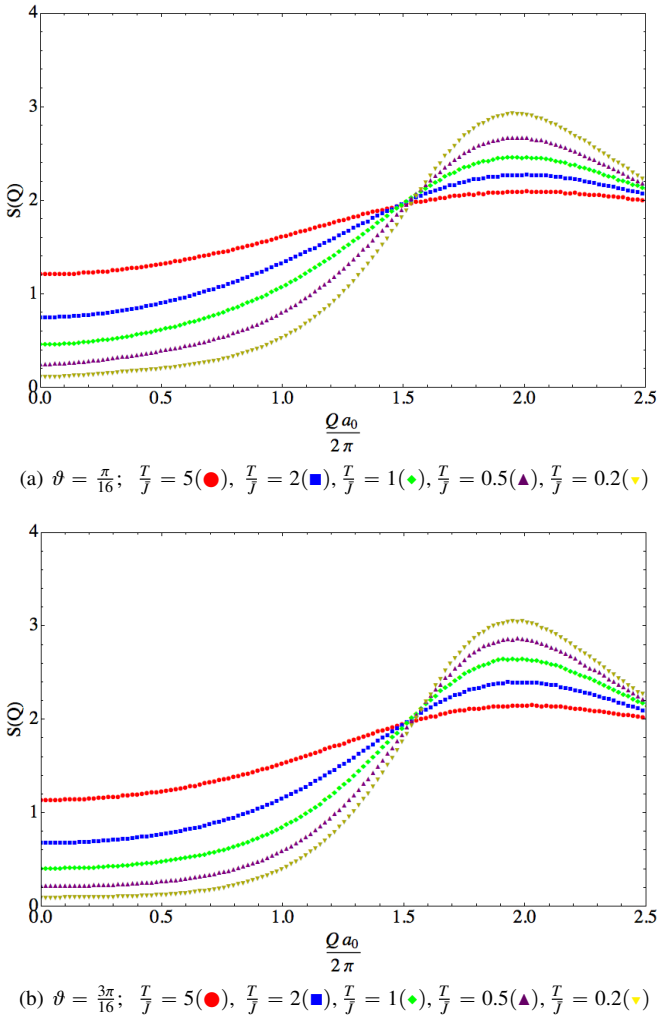 4
3
2
1
0
S(Q)
0.0 0.5 1.0 1.5 2.0 2.5
Q a₀
2 π
(a) ϑ = π/16; T/J̄ = 5(●), T/J̄ = 2(■), T/J̄ = 1(◆), T/J̄ = 0.5(▲), T/J̄ = 0.2(▼)
4
3
2
1
0
S(Q)
0.0 0.5 1.0 1.5 2.0 2.5
Q a₀
2 π
(b) ϑ = 3π/16; T/J̄ = 5(●), T/J̄ = 2(■), T/J̄ = 1(◆), T/J̄ = 0.5(▲), T/J̄ = 0.2(▼)